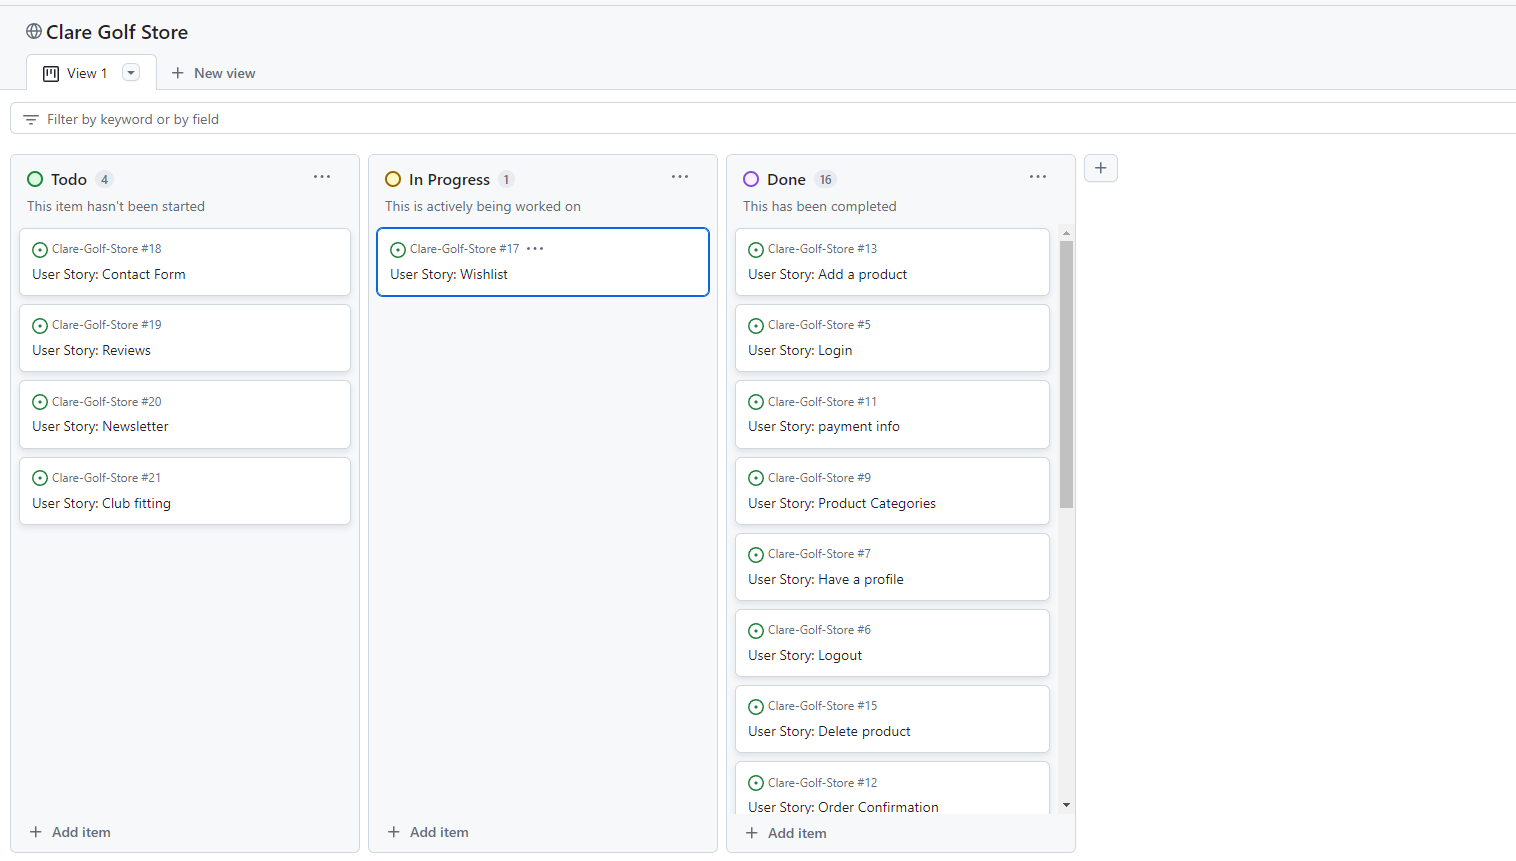 Clare Golf Store
View 1
New view
Filter by keyword or by field
Todo 4
This item hasn't been started
Clare-Golf-Store #18
User Story: Contact Form
Clare-Golf-Store #19
User Story: Reviews
Clare-Golf-Store #20
User Story: Newsletter
Clare-Golf-Store #21
User Story: Club fitting
Add item
In Progress 1
This is actively being worked on
Clare-Golf-Store #17
User Story: Wishlist
Add item
Done 16
This has been completed
Clare-Golf-Store #13
User Story: Add a product
Clare-Golf-Store #5
User Story: Login
Clare-Golf-Store #11
User Story: payment info
Clare-Golf-Store #9
User Story: Product Categories
Clare-Golf-Store #7
User Story: Have a profile
Clare-Golf-Store #6
User Story: Logout
Clare-Golf-Store #15
User Story: Delete product
Clare-Golf-Store #12
User Story: Order Confirmation
Add item